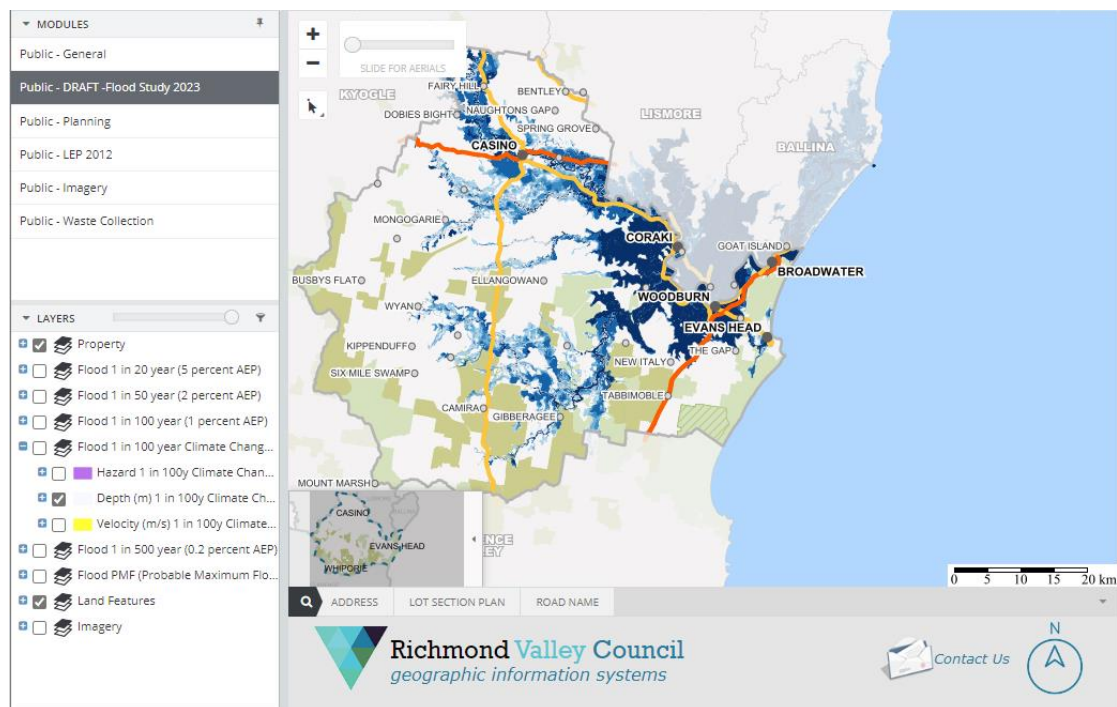 MODULES
Public - General
Public - DRAFT -Flood Study 2023
Public - Planning
Public - LEP 2012
Public - Imagery
Public - Waste Collection
LAYERS
Property
Flood 1 in 20 year (5 percent AEP)
Flood 1 in 50 year (2 percent AEP)
Flood 1 in 100 year (1 percent AEP)
Flood 1 in 100 year Climate Chang...
Hazard 1 in 100y Climate Chan...
Depth (m) 1 in 100y Climate Ch...
Velocity (m/s) 1 in 100y Climate...
Flood 1 in 500 year (0.2 percent AEP)
Flood PMF (Probable Maximum Flo...
Land Features
Imagery
SLIDE FOR AERIALS
KYOGLE
FAIRY HILL
BENTLEY
DOBIES BIGHT
NAUGHTONS GAP
SPRING GROVE
LISMORE
BALLINA
CASINO
MONGOGARIE
CORAKI
GOAT ISLAND
BROADWATER
BUSBYS FLAT
ELLANGOWAN
WOODBURN
WYAN
EVANS HEAD
KIPPENDUFF
THE GAP
NEW ITALY
SIX MILE SWAMP
TABBIMOBLE
CAMIRA
GIBBERAGEE
MOUNT MARSH
CASINO
EVANS HEAD
WHIPORIE
NCE
EY
0 5 10 15 20 km
ADDRESS
LOT SECTION PLAN
ROAD NAME
Richmond Valley Council
geographic information systems
Contact Us
N